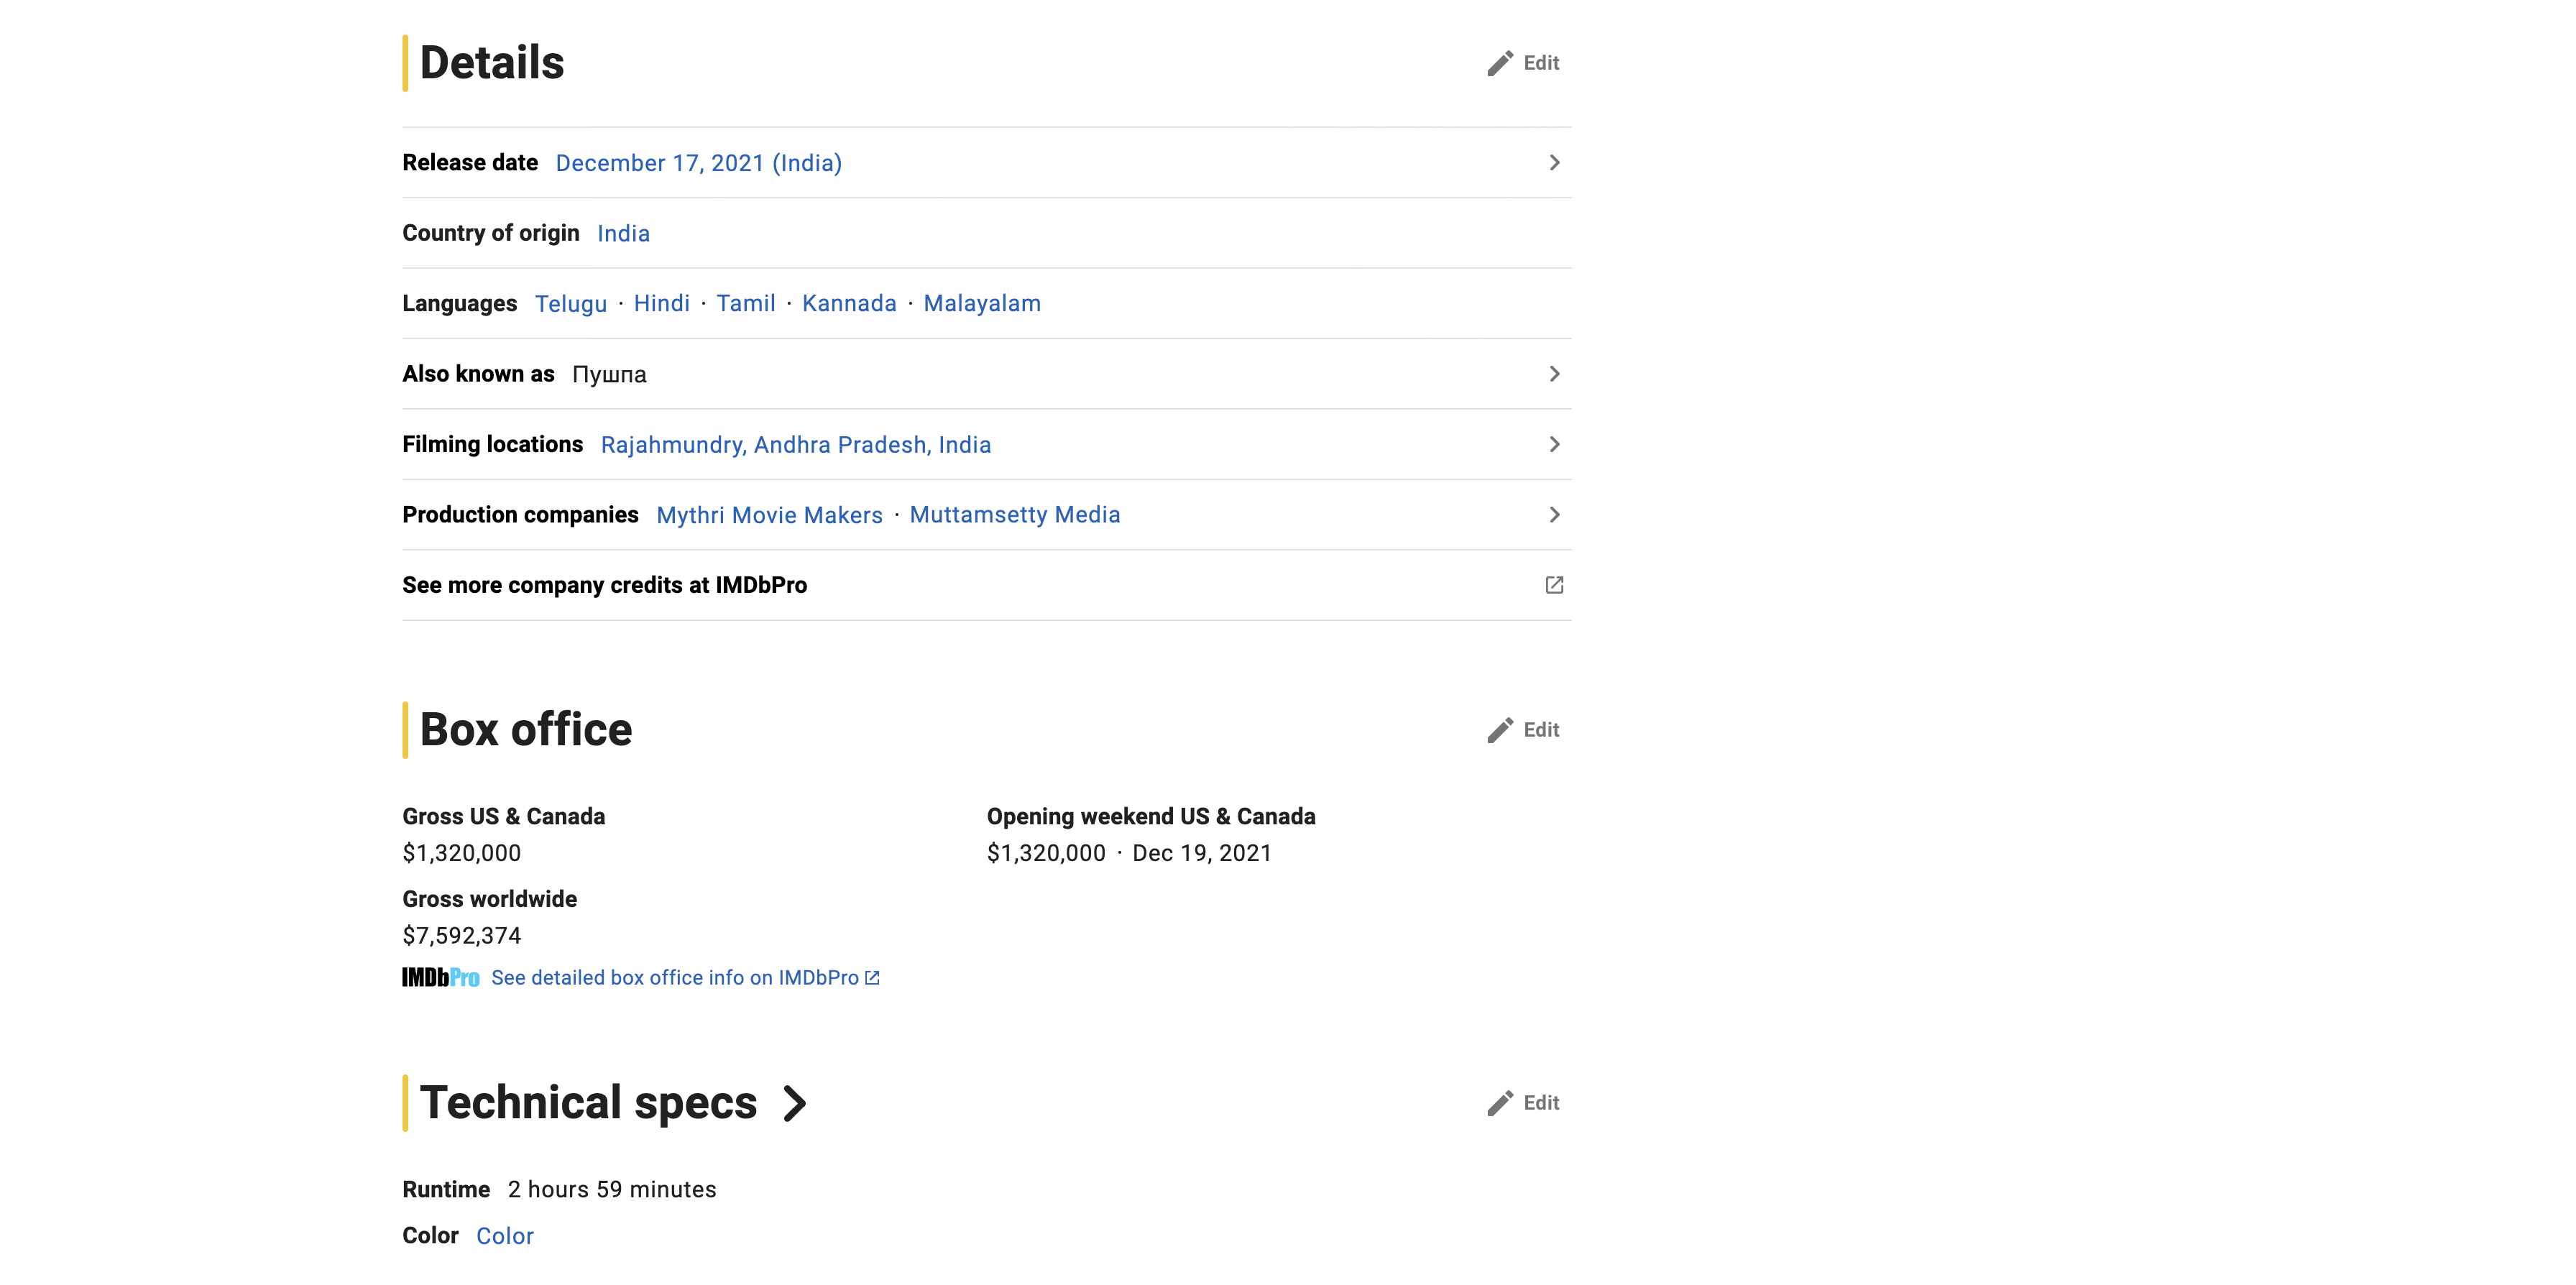 Details
Edit
Release date December 17, 2021 (India)
Country of origin India
Languages Telugu · Hindi · Tamil · Kannada · Malayalam
Also known as Пушпа
Filming locations Rajahmundry, Andhra Pradesh, India
Production companies Mythri Movie Makers · Muttamsetty Media
See more company credits at IMDbPro
Box office
Edit
Gross US & Canada
$1,320,000
Opening weekend US & Canada
$1,320,000 · Dec 19, 2021
Gross worldwide
$7,592,374
IMDbPro See detailed box office info on IMDbPro
Technical specs
Edit
Runtime 2 hours 59 minutes
Color Color